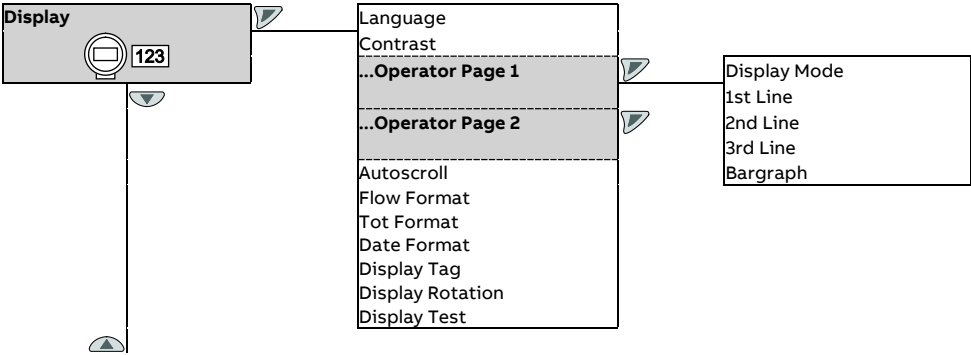 Display
123
Language
Contrast
...Operator Page 1
...Operator Page 2
Autoscroll
Flow Format
Tot Format
Date Format
Display Tag
Display Rotation
Display Test
Display Mode
1st Line
2nd Line
3rd Line
Bargraph